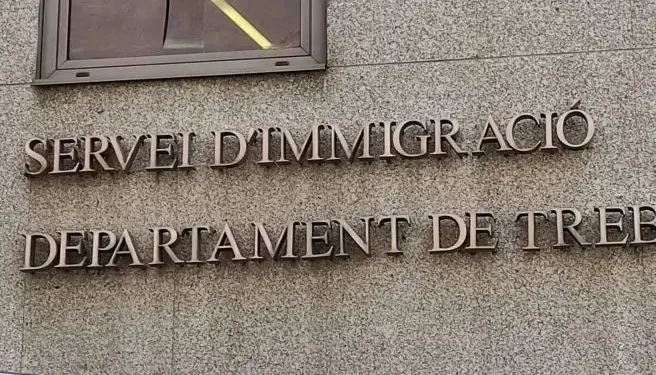 SERVEI D'IMMIGRACIÓ
DEPARTAMENT DE TREB